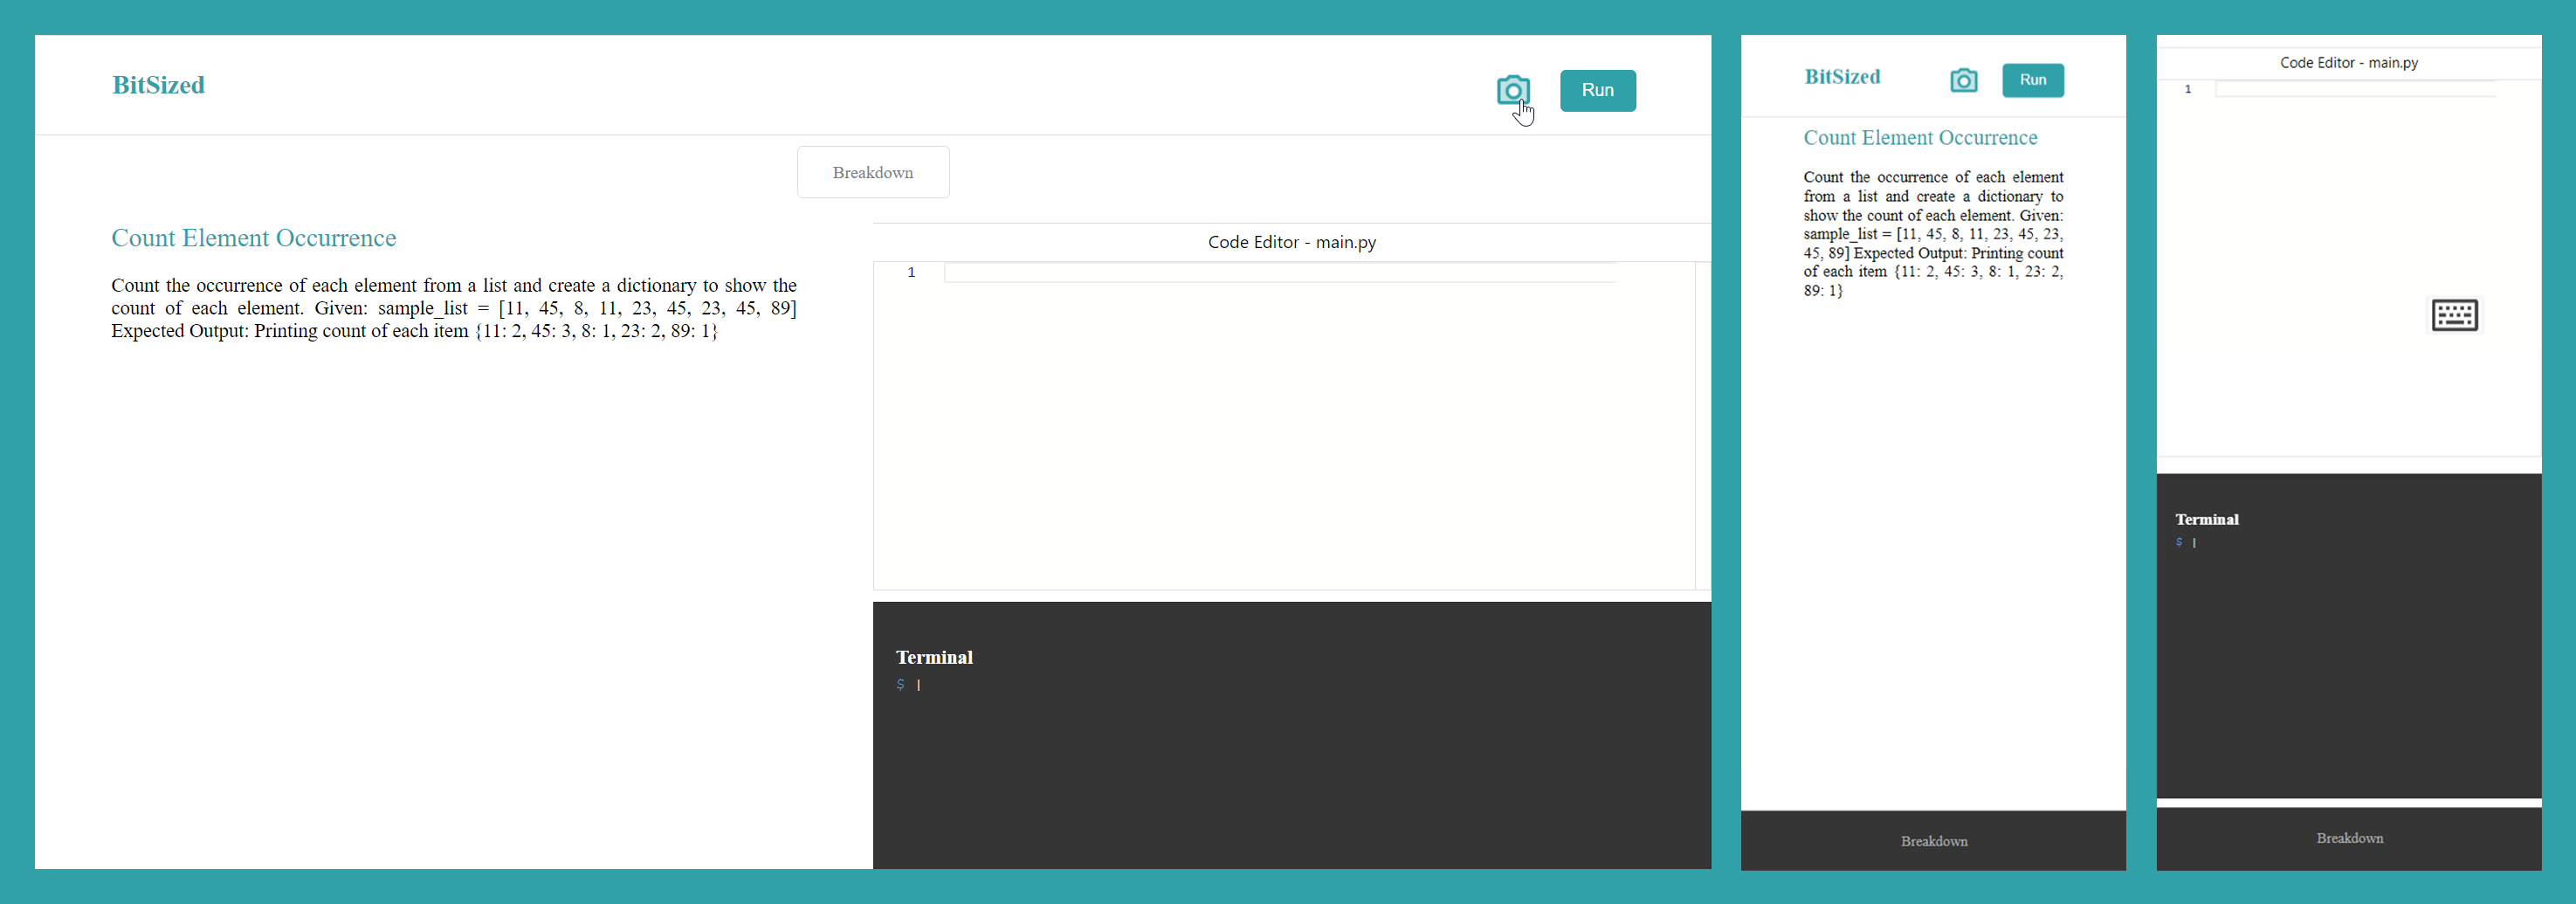 BitSized
Run
Breakdown
Count Element Occurrence
Count the occurrence of each element from a list and create a dictionary to show the
count of each element. Given: sample_list = [11, 45, 8, 11, 23, 45, 23, 45, 89]
Expected Output: Printing count of each item {11: 2, 45: 3, 8: 1, 23: 2, 89: 1}
Code Editor - main.py
1
Terminal
$ |
BitSized
Run
Count Element Occurrence
Count the occurrence of each element
from a list and create a dictionary to
show the count of each element. Given:
sample_list = [11, 45, 8, 11, 23, 45, 23,
45, 89] Expected Output: Printing count
of each item {11: 2, 45: 3, 8: 1, 23: 2,
89: 1}
Breakdown
Code Editor - main.py
1
Terminal
$ |
Breakdown